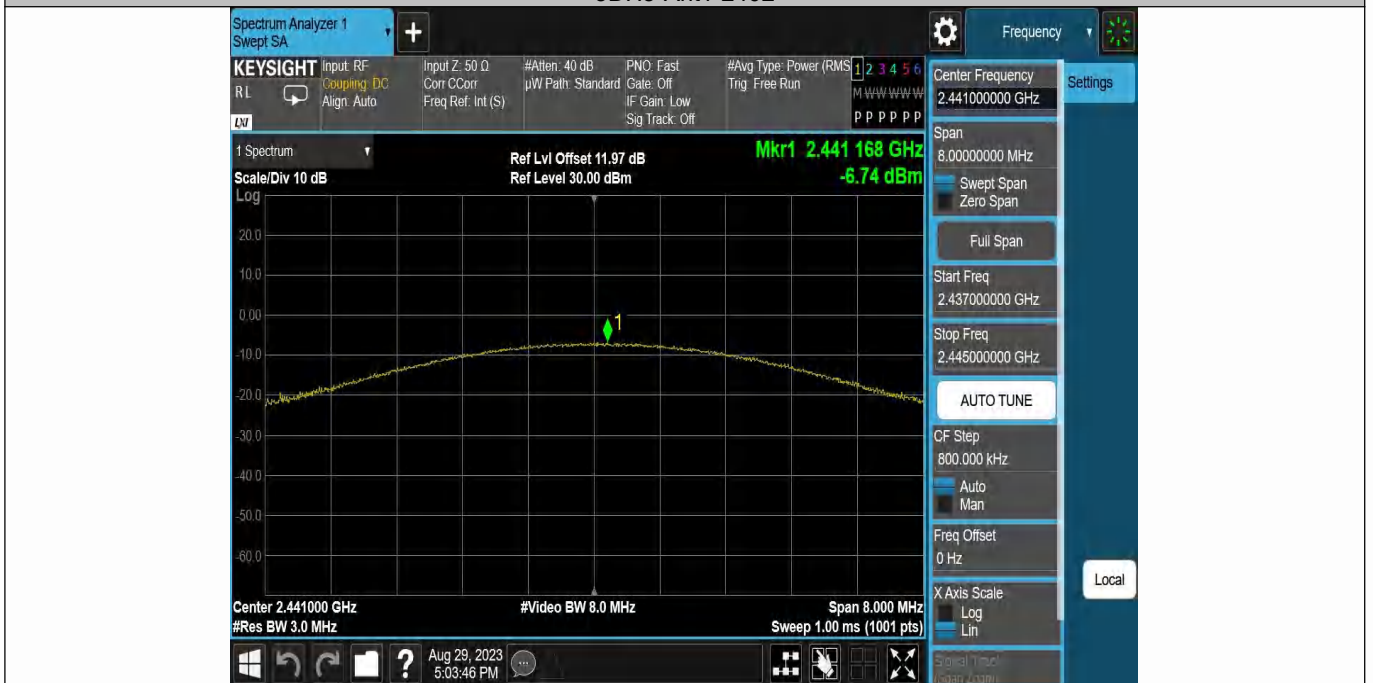 Spectrum Analyzer 1
Swept SA
+
Frequency
KEYSIGHT
RL
LXI
Input: RF
Coupling: DC
Align: Auto
Input Z: 50 Ω
Corr CCorr
Freq Ref: Int (S)
#Atten: 40 dB
µW Path: Standard
PNO: Fast
Gate: Off
IF Gain: Low
Sig Track: Off
#Avg Type: Power (RMS
Trig: Free Run
1 2 3 4 5 6
M W W W W W
P P P P P P
Settings
Center Frequency
2.441000000 GHz
Span
8.00000000 MHz
Swept Span
Zero Span
Full Span
Start Freq
2.437000000 GHz
Stop Freq
2.445000000 GHz
AUTO TUNE
CF Step
800.000 kHz
Auto
Man
Freq Offset
0 Hz
X Axis Scale
Log
Lin
Local
1 Spectrum
Scale/Div 10 dB
Log
Ref Lvl Offset 11.97 dB
Ref Level 30.00 dBm
Mkr1 2.441 168 GHz
-6.74 dBm
20.0
10.0
0.00
-10.0
-20.0
-30.0
-40.0
-50.0
-60.0
1
Center 2.441000 GHz
#Res BW 3.0 MHz
#Video BW 8.0 MHz
Span 8.000 MHz
Sweep 1.00 ms (1001 pts)
?
Aug 29, 2023
5:03:46 PM
Signal Track
(Span Zoom)